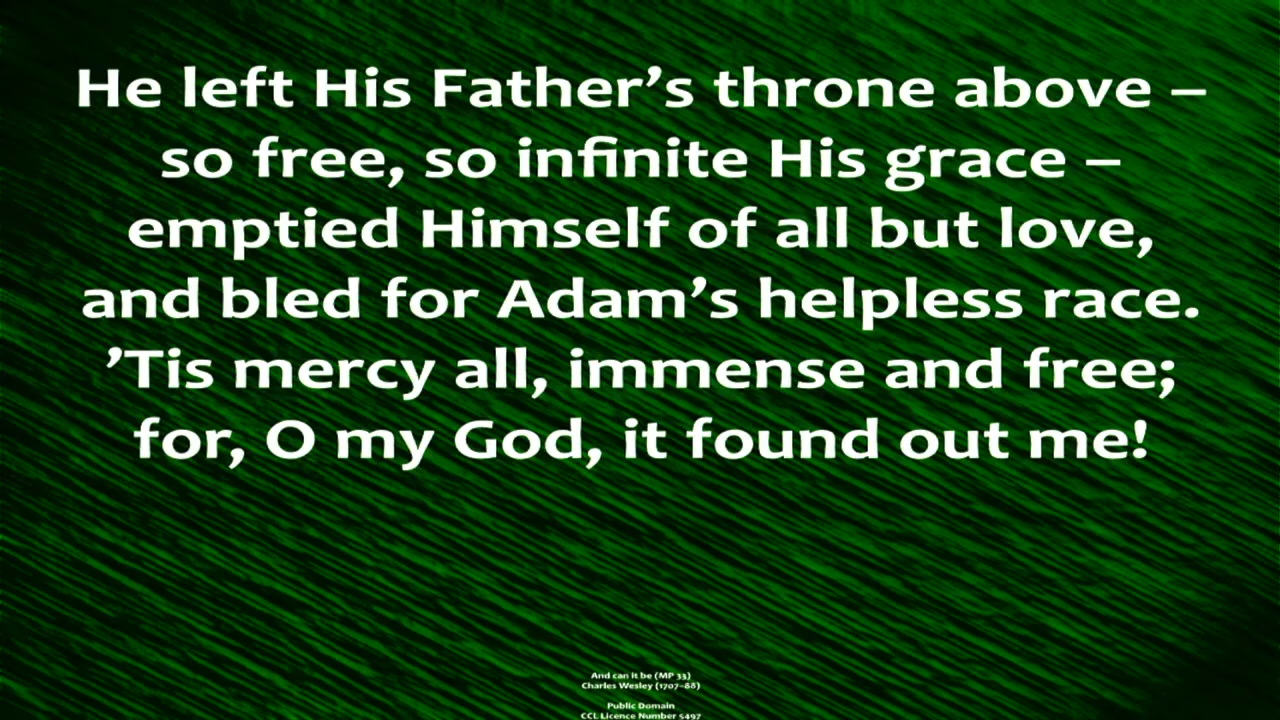 He left His Father’s throne above –
so free, so infinite His grace –
emptied Himself of all but love,
and bled for Adam’s helpless race.
’Tis mercy all, immense and free;
for, O my God, it found out me!
And can it be (MP 33)
Charles Wesley (1707–88)
Public Domain
CCL Licence Number 5497